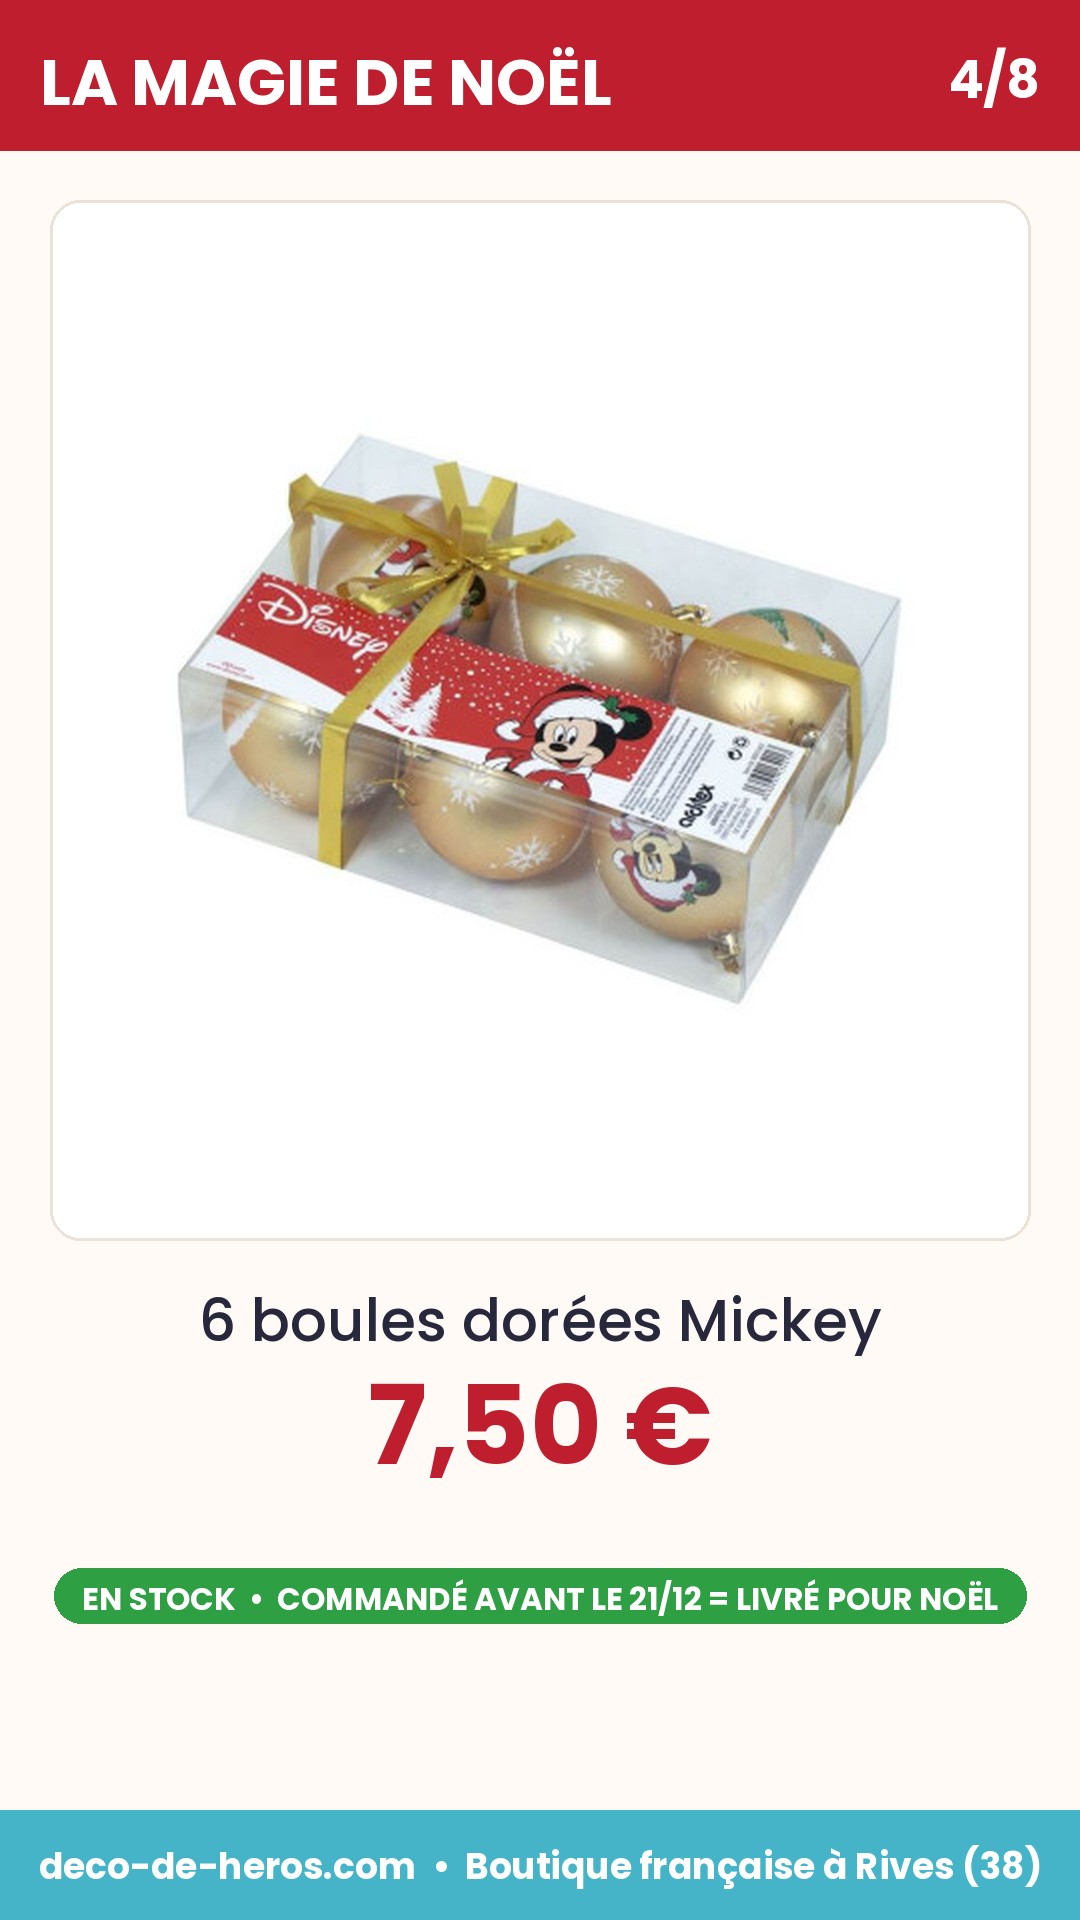 LA MAGIE DE NOËL
4/8
Disney
arditex
6 boules dorées Mickey
7,50 €
EN STOCK • COMMANDÉ AVANT LE 21/12 = LIVRÉ POUR NOËL
deco-de-heros.com • Boutique française à Rives (38)